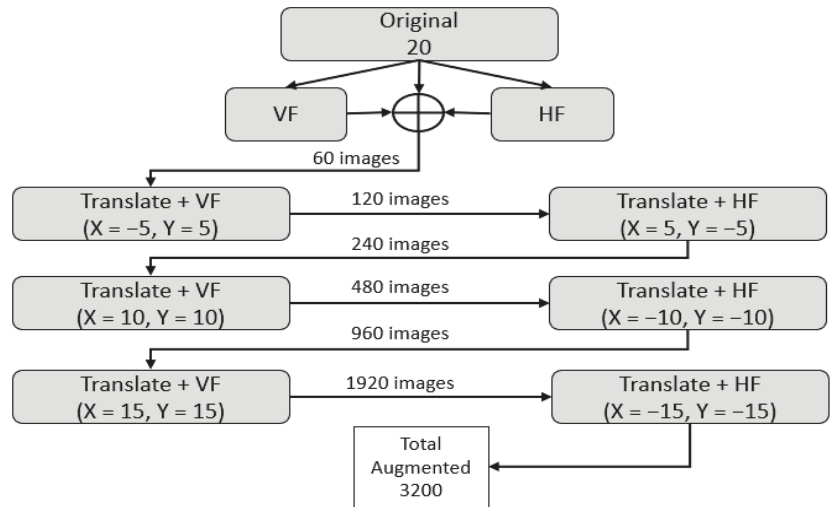 Original
20
VF
HF
60 images
Translate + VF
(X = −5, Y = 5)
120 images
Translate + HF
(X = 5, Y = −5)
240 images
Translate + VF
(X = 10, Y = 10)
480 images
Translate + HF
(X = −10, Y = −10)
960 images
Translate + VF
(X = 15, Y = 15)
1920 images
Translate + HF
(X = −15, Y = −15)
Total
Augmented
3200